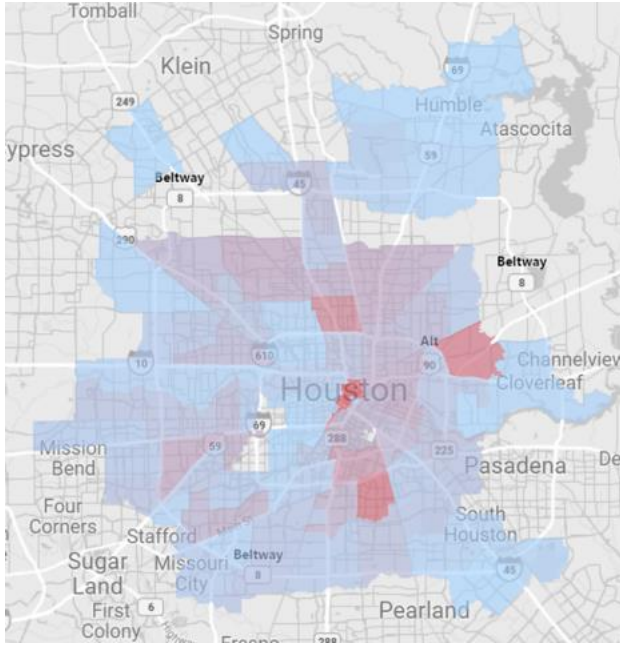 Tomball
Spring
Klein
69
249
Humble
Atascocita
59
ypress
Beltway
8
45
290
Beltway
8
Alt
610
10
90
Channelview
Cloverleaf
Houston
69
288
59
225
Mission
Bend
Pasadena
De
Four
Corners
South
Houston
Stafford
Beltway
Sugar
Land
Missouri
City
8
45
6
First
Colony
Pearland
Fresno
288